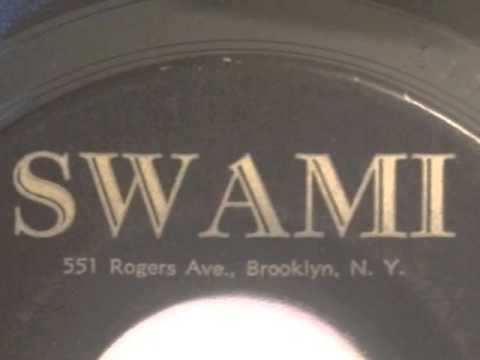 SWAMI
551 Rogers Ave., Brooklyn, N. Y.